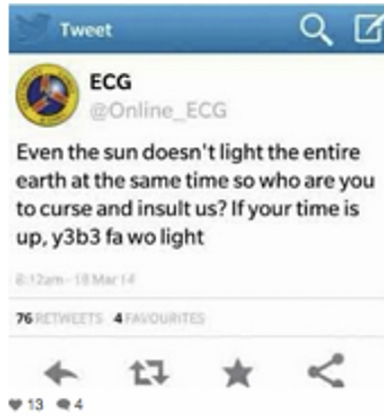 Tweet
ECG
@Online_ECG
Even the sun doesn't light the entire
earth at the same time so who are you
to curse and insult us? If your time is
up, y3b3 fa wo light
6:12am - 18 Mar 14
76 RETWEETS 4 FAVOURITES
13 4